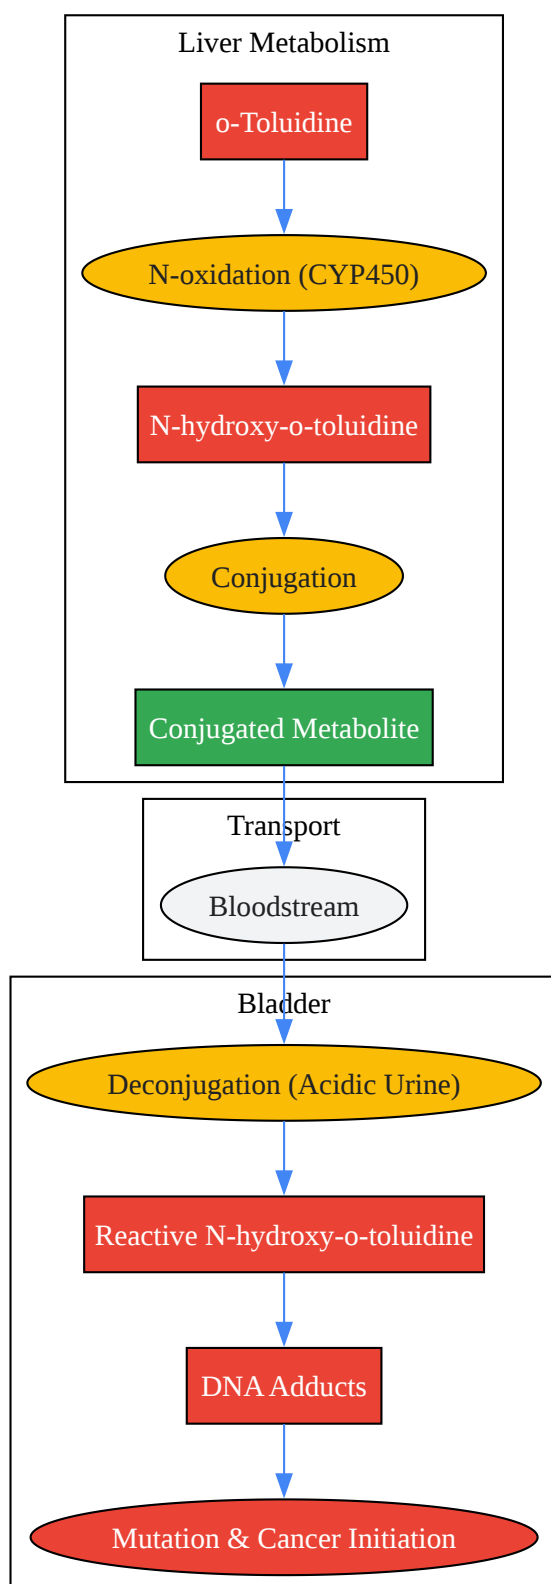 Liver Metabolism
o-Toluidine
N-oxidation (CYP450)
N-hydroxy-o-toluidine
Conjugation
Conjugated Metabolite
Transport
Bloodstream
Bladder
Deconjugation (Acidic Urine)
Reactive N-hydroxy-o-toluidine
DNA Adducts
Mutation & Cancer Initiation